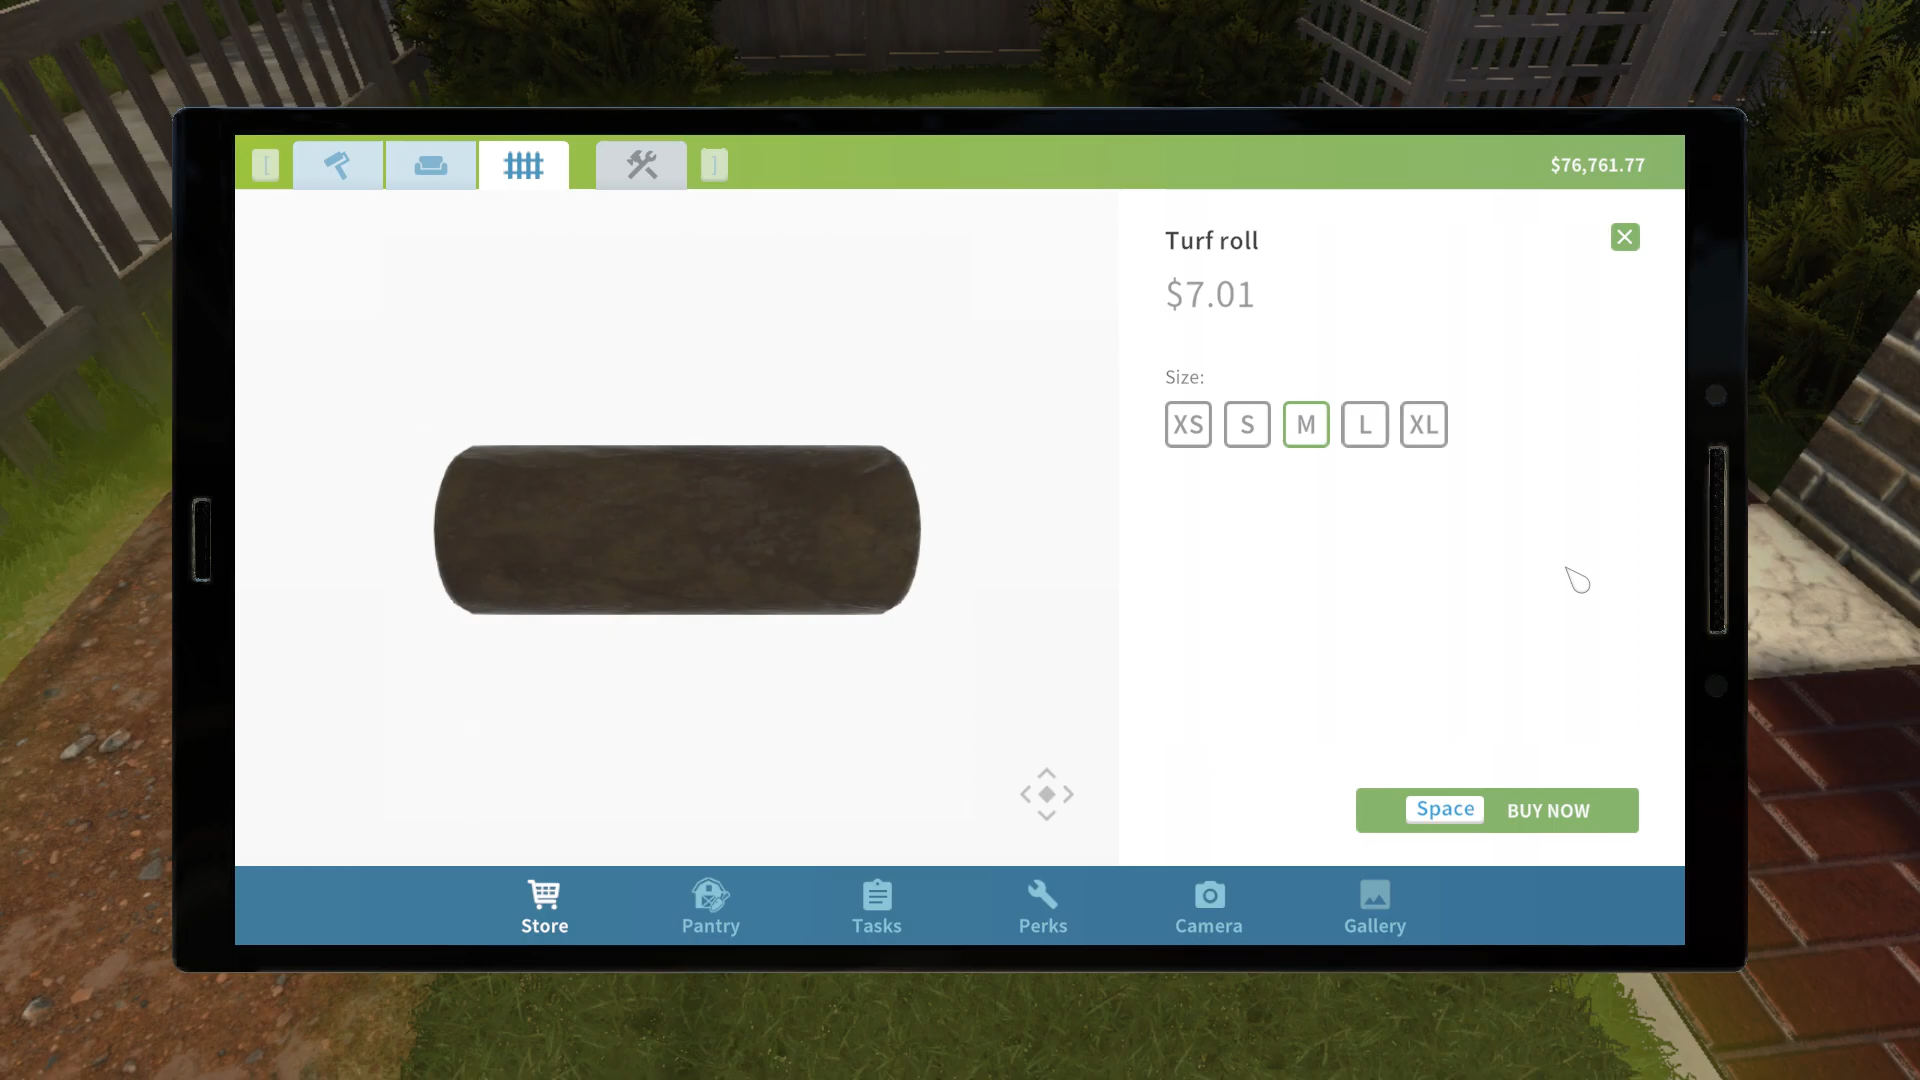 [
]
$76,761.77
Turf roll
$7.01
Size:
XS S M L XL
Space BUY NOW
Store Pantry Tasks Perks Camera Gallery